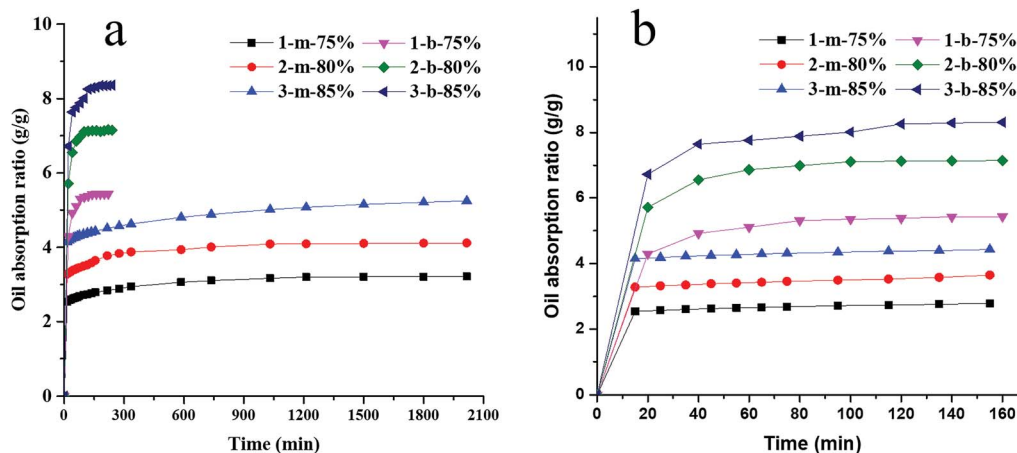 a
1-m-75% 1-b-75%
2-m-80% 2-b-80%
3-m-85% 3-b-85%
Oil absorption ratio (g/g)
10
8
6
4
2
0
0 300 600 900 1200 1500 1800 2100
Time (min)
b
1-m-75% 1-b-75%
2-m-80% 2-b-80%
3-m-85% 3-b-85%
Oil absorption ratio (g/g)
10
8
6
4
2
0
0 20 40 60 80 100 120 140 160
Time (min)